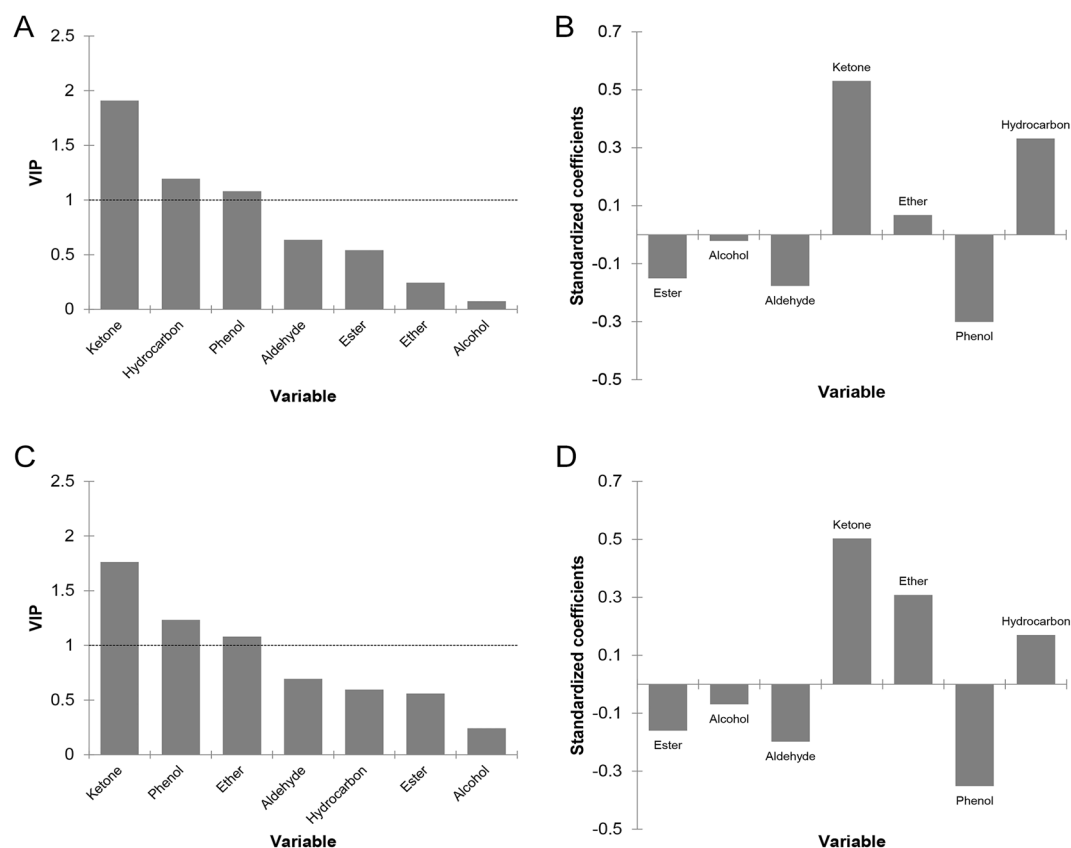 A
2.5
2
1.5
1
0.5
0
VIP
Ketone
Hydrocarbon
Phenol
Aldehyde
Ester
Ether
Alcohol
Variable
B
0.7
0.5
0.3
0.1
-0.1
-0.3
-0.5
Standardized coefficients
Ester
Alcohol
Aldehyde
Ketone
Ether
Phenol
Hydrocarbon
Variable
C
2.5
2
1.5
1
0.5
0
VIP
Ketone
Phenol
Ether
Aldehyde
Hydrocarbon
Ester
Alcohol
Variable
D
0.7
0.5
0.3
0.1
-0.1
-0.3
-0.5
Standardized coefficients
Ester
Alcohol
Aldehyde
Ketone
Ether
Phenol
Hydrocarbon
Variable